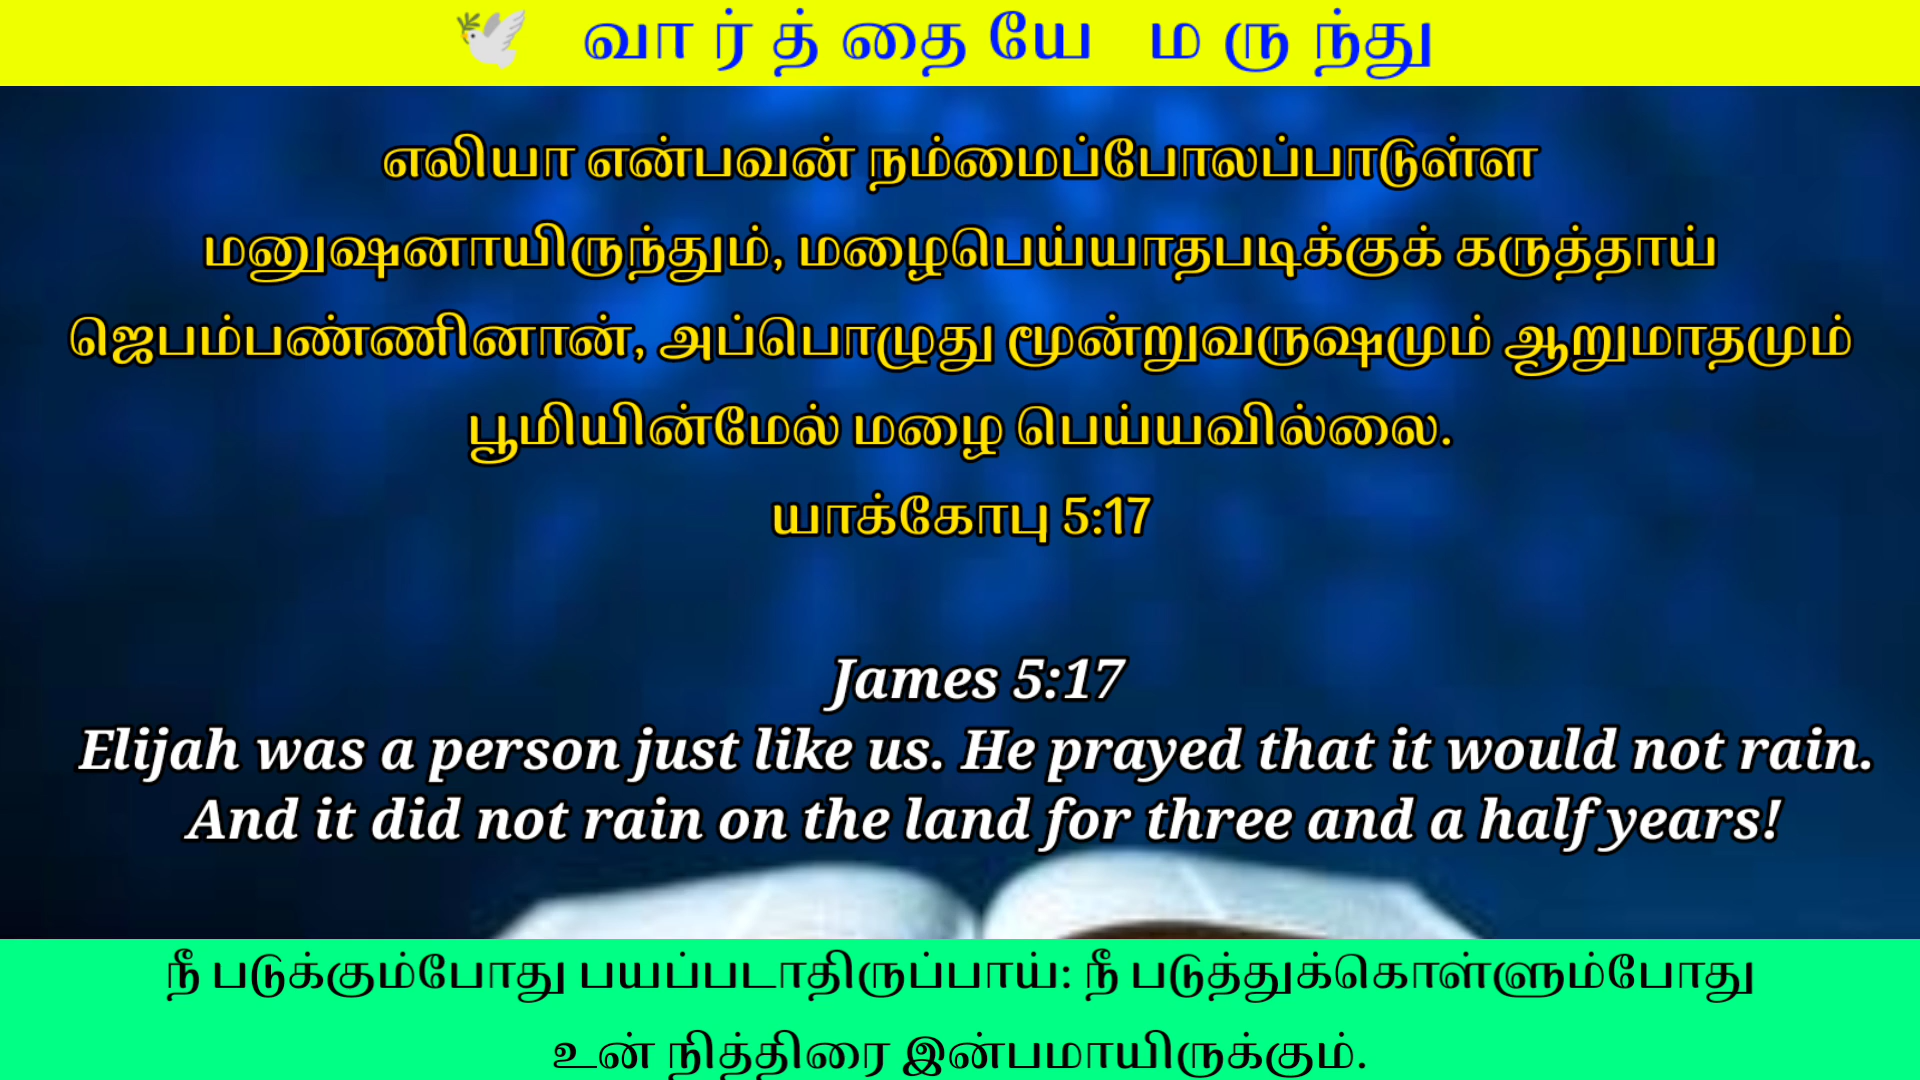 🕊 வார்த்தையே மருந்து
எலியா என்பவன் நம்மைப்போலப்பாடுள்ள
மனுஷனாயிருந்தும், மழைபெய்யாதபடிக்குக் கருத்தாய்
ஜெபம்பண்ணினான், அப்பொழுது மூன்றுவருஷமும் ஆறுமாதமும்
பூமியின்மேல் மழை பெய்யவில்லை.
யாக்கோபு 5:17
James 5:17
Elijah was a person just like us. He prayed that it would not rain.
And it did not rain on the land for three and a half years!
நீ படுக்கும்போது பயப்படாதிருப்பாய்: நீ படுத்துக்கொள்ளும்போது
உன் நித்திரை இன்பமாயிருக்கும்.